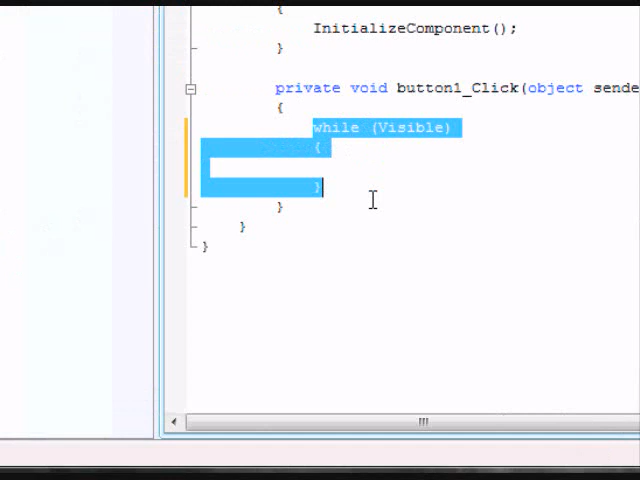 {
InitializeComponent();
}
private void button1_Click(object sende
{
while (Visible)
{
}
}
}
}